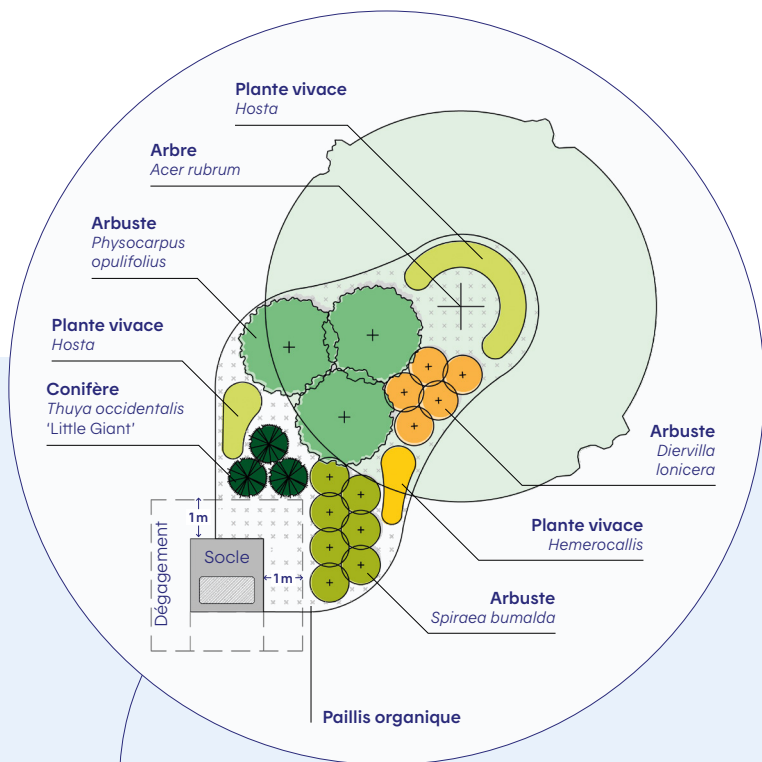 Plante vivace
Hosta
Arbre
Acer rubrum
Arbuste
Physocarpus
opulifolius
Plante vivace
Hosta
Conifère
Thuya occidentalis
‘Little Giant’
Arbuste
Diervilla
lonicera
Plante vivace
Hemerocallis
Arbuste
Spiraea bumalda
1m
Socle
1m
Dégagement
Paillis organique